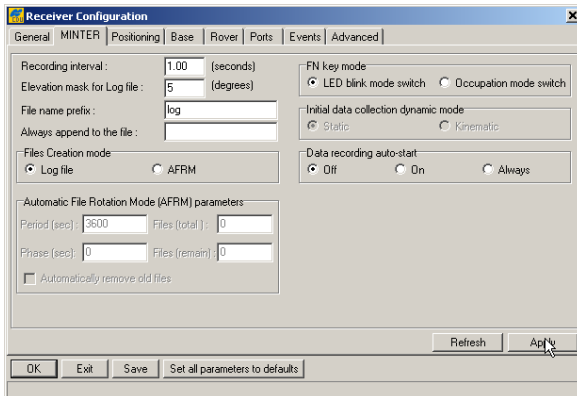 Receiver Configuration
General MINTER Positioning Base Rover Ports Events Advanced
Recording interval : 1.00 (seconds)
Elevation mask for Log file : 5 (degrees)
File name prefix : log
Always append to the file :
Files Creation mode
Log file AFRM
Automatic File Rotation Mode (AFRM) parameters
Period (sec) : 3600 Files (total ) : 0
Phase (sec): 0 Files (remain) : 0
Automatically remove old files
FN key mode
LED blink mode switch Occupation mode switch
Initial data collection dynamic mode
Static Kinematic
Data recording auto-start
Off On Always
Refresh Apply
OK Exit Save Set all parameters to defaults